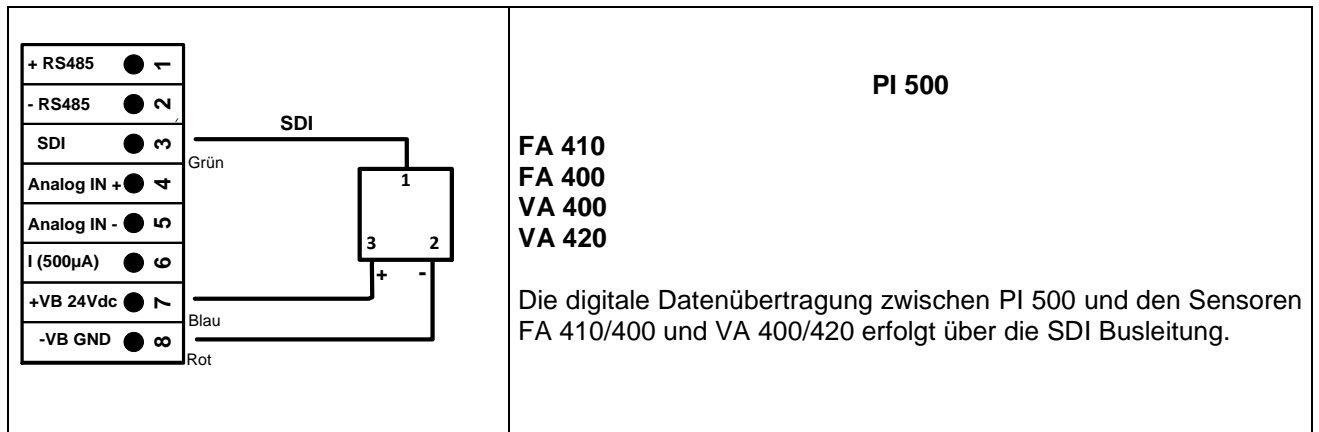 + RS485 1
- RS485 2
SDI 3
Analog IN + 4
Analog IN - 5
I (500µA) 6
+VB 24Vdc 7
-VB GND 8
SDI
Grün
Blau
Rot
1
3 2
+ -
PI 500
FA 410
FA 400
VA 400
VA 420
Die digitale Datenübertragung zwischen PI 500 und den Sensoren
FA 410/400 und VA 400/420 erfolgt über die SDI Busleitung.